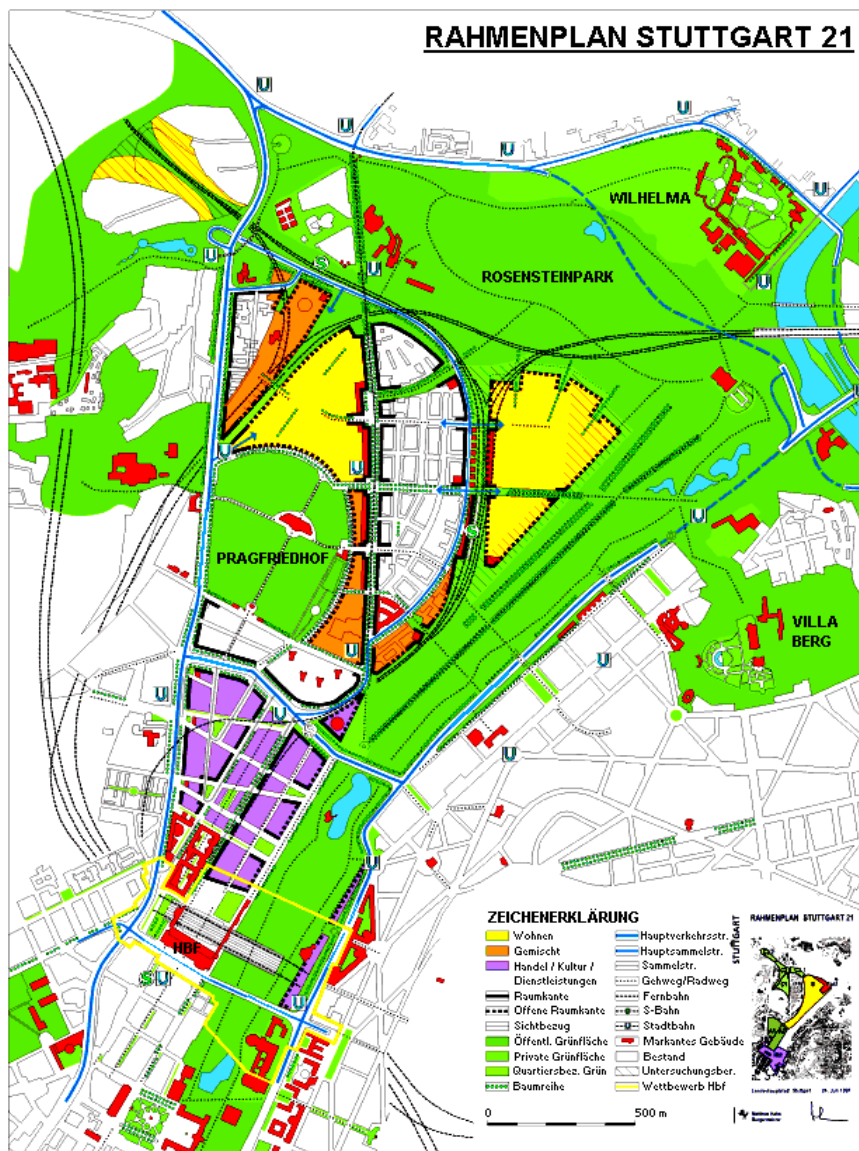 RAHMENPLAN STUTTGART 21
U
U
U
U
WILHELMA
U
U
ROSENSTEINPARK
S
U
U
U
U
U
U
S
U
PRAGFRIEDHOF
VILLA
BERG
U
U
U
U
U
U
HBF
S U
U
ZEICHENERKLÄRUNG
Wohnen
Gemischt
Handel / Kultur /
Dienstleistungen
Raumkante
Offene Raumkante
Sichtbezug
Öffentl. Grünfläche
Private Grünfläche
Quartiersbez. Grün
Baumreihe
Hauptverkehrsstr.
Hauptsammelstr.
Sammelstr.
Gehweg/Radweg
Fernbahn
S-Bahn
Stadtbahn
Markantes Gebäude
Bestand
Untersuchungsber.
Wettbewerb Hbf
0 500 m
STUTTGART
RAHMENPLAN STUTTGART 21
Landeshauptstadt Stuttgart